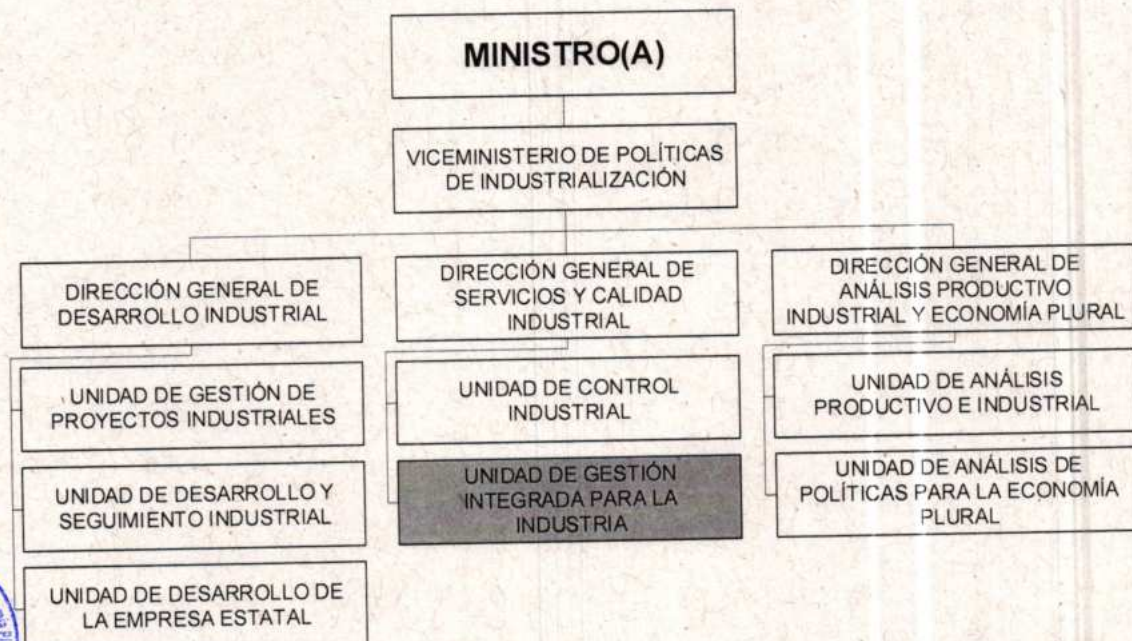 MINISTRO(A)
VICEMINISTERIO DE POLÍTICAS
DE INDUSTRIALIZACIÓN
DIRECCIÓN GENERAL DE
DESARROLLO INDUSTRIAL
UNIDAD DE GESTIÓN DE
PROYECTOS INDUSTRIALES
UNIDAD DE DESARROLLO Y
SEGUIMIENTO INDUSTRIAL
UNIDAD DE DESARROLLO DE
LA EMPRESA ESTATAL
DIRECCIÓN GENERAL DE
SERVICIOS Y CALIDAD
INDUSTRIAL
UNIDAD DE CONTROL
INDUSTRIAL
UNIDAD DE GESTIÓN
INTEGRADA PARA LA
INDUSTRIA
DIRECCIÓN GENERAL DE
ANÁLISIS PRODUCTIVO
INDUSTRIAL Y ECONOMÍA PLURAL
UNIDAD DE ANÁLISIS
PRODUCTIVO E INDUSTRIAL
UNIDAD DE ANÁLISIS DE
POLÍTICAS PARA LA ECONOMÍA
PLURAL